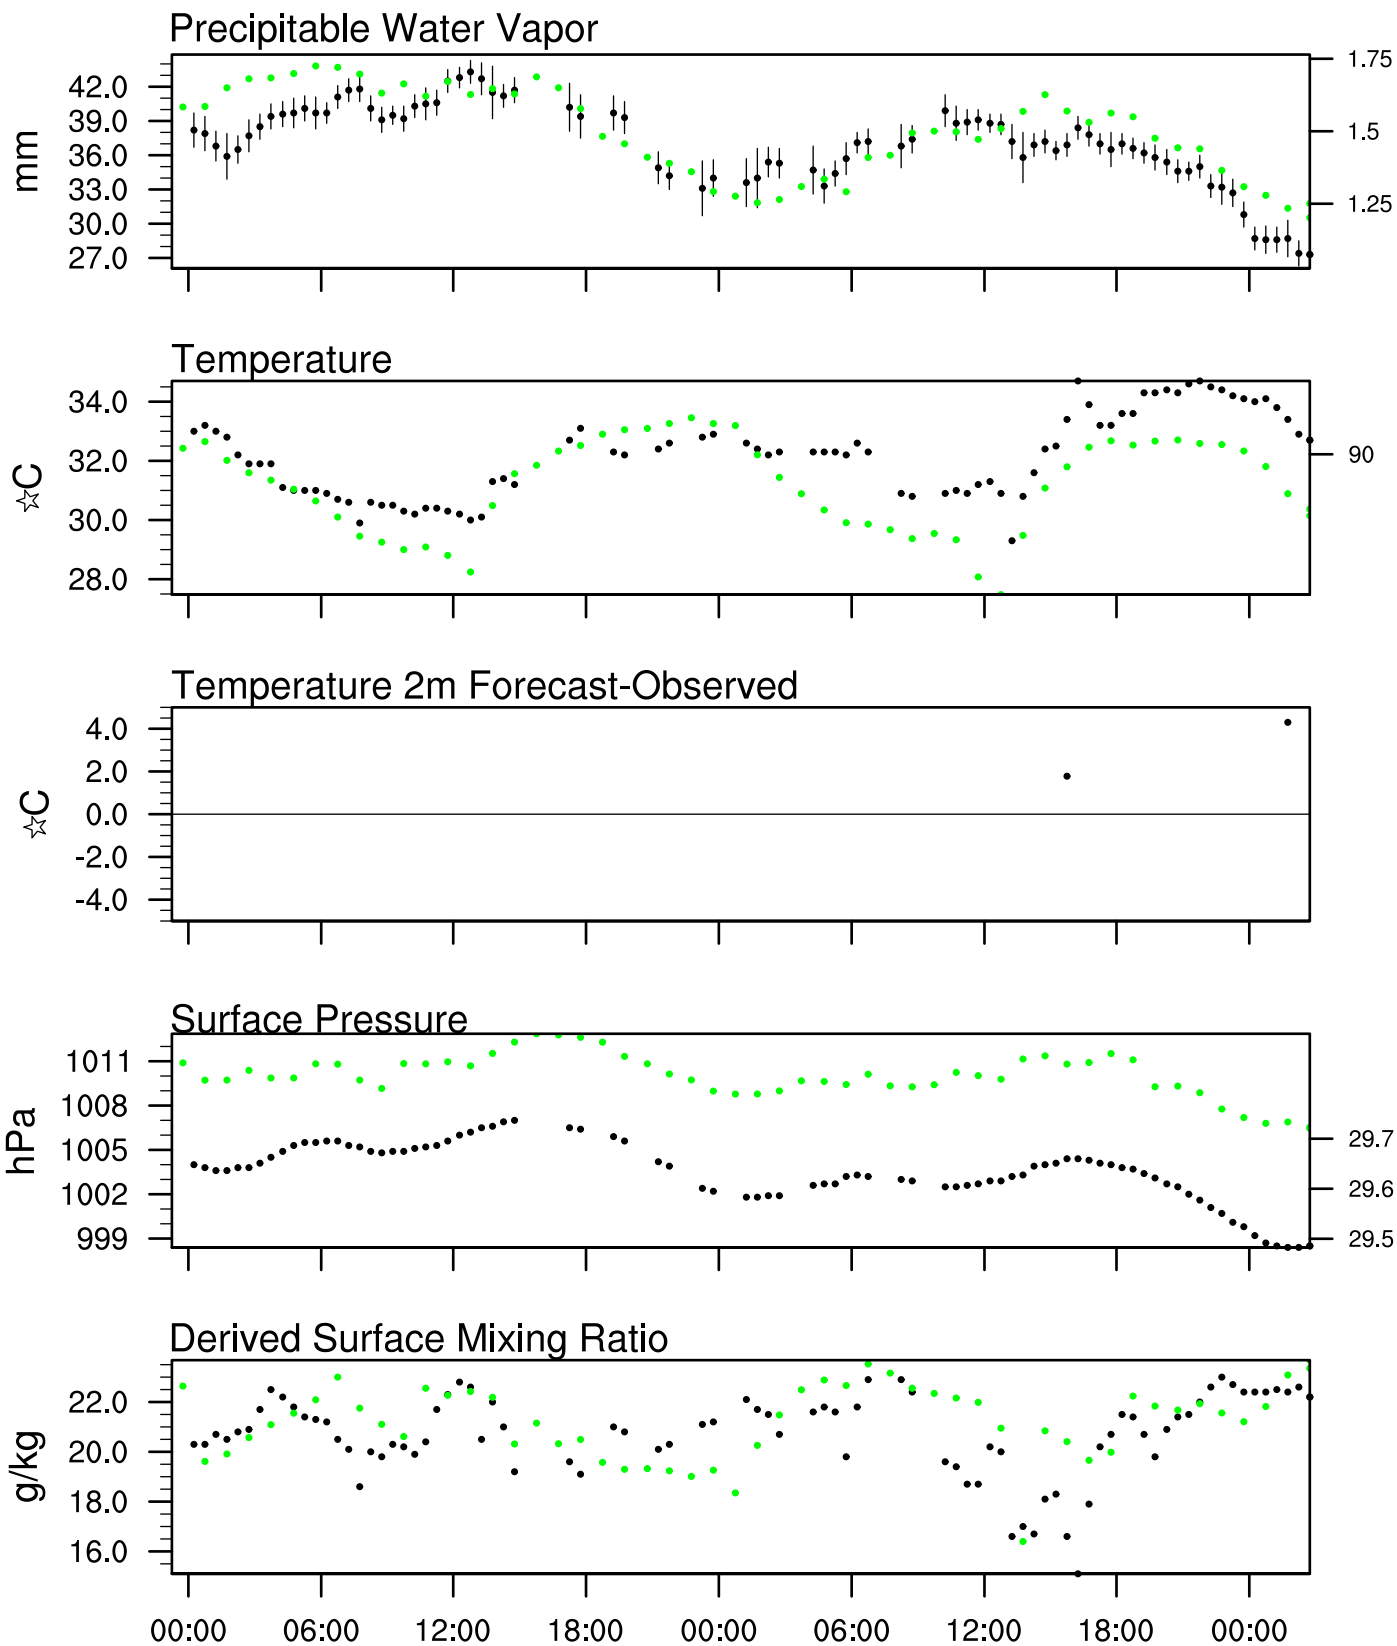 Precipitable Water Vapor
mm
42.0
39.0
36.0
33.0
30.0
27.0
1.75
1.5
1.25
Temperature
☆C
34.0
32.0
30.0
28.0
90
Temperature 2m Forecast-Observed
☆C
4.0
2.0
0.0
-2.0
-4.0
Surface Pressure
hPa
1011
1008
1005
1002
999
29.7
29.6
29.5
Derived Surface Mixing Ratio
g/kg
22.0
20.0
18.0
16.0
00:00 06:00 12:00 18:00 00:00 06:00 12:00 18:00 00:00